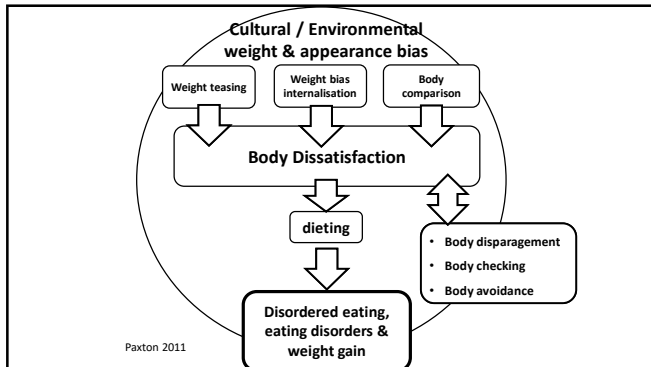 Cultural / Environmental
weight & appearance bias
Weight teasing
Weight bias
internalisation
Body
comparison
Body Dissatisfaction
dieting
• Body disparagement
• Body checking
• Body avoidance
Disordered eating,
eating disorders &
weight gain
Paxton 2011